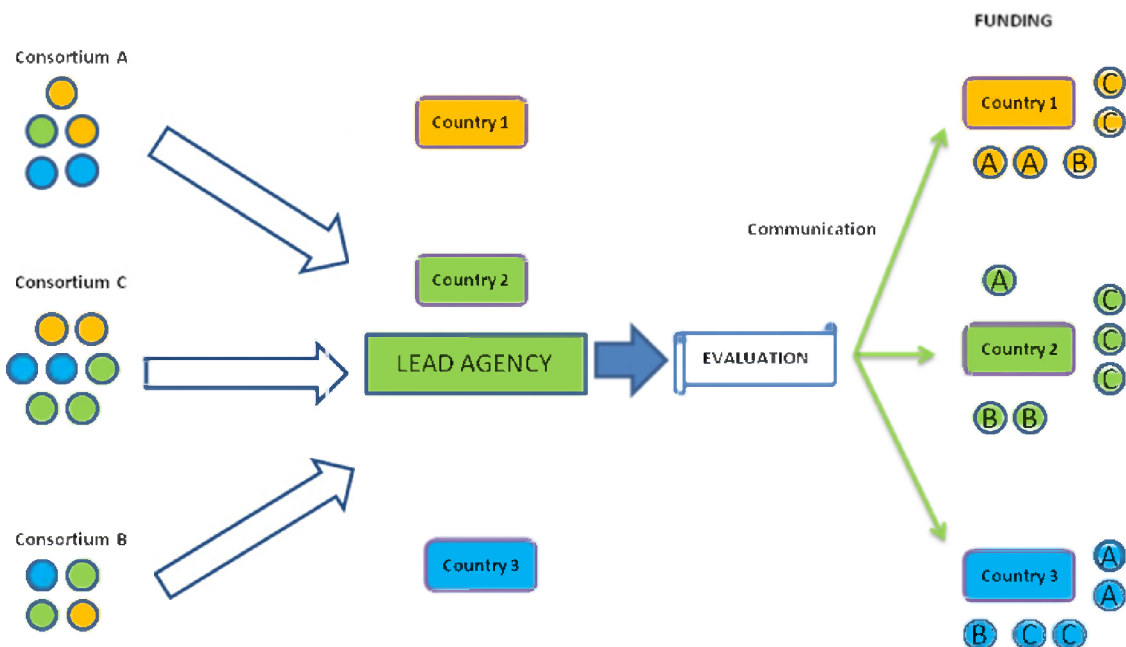 FUNDING
Consortium A
Country 1
Country 1
C
C
A A B
Communication
Consortium C
Country 2
A
C
LEAD AGENCY
EVALUATION
Country 2
C
C
B B
Consortium B
Country 3
Country 3
A
A
B C C